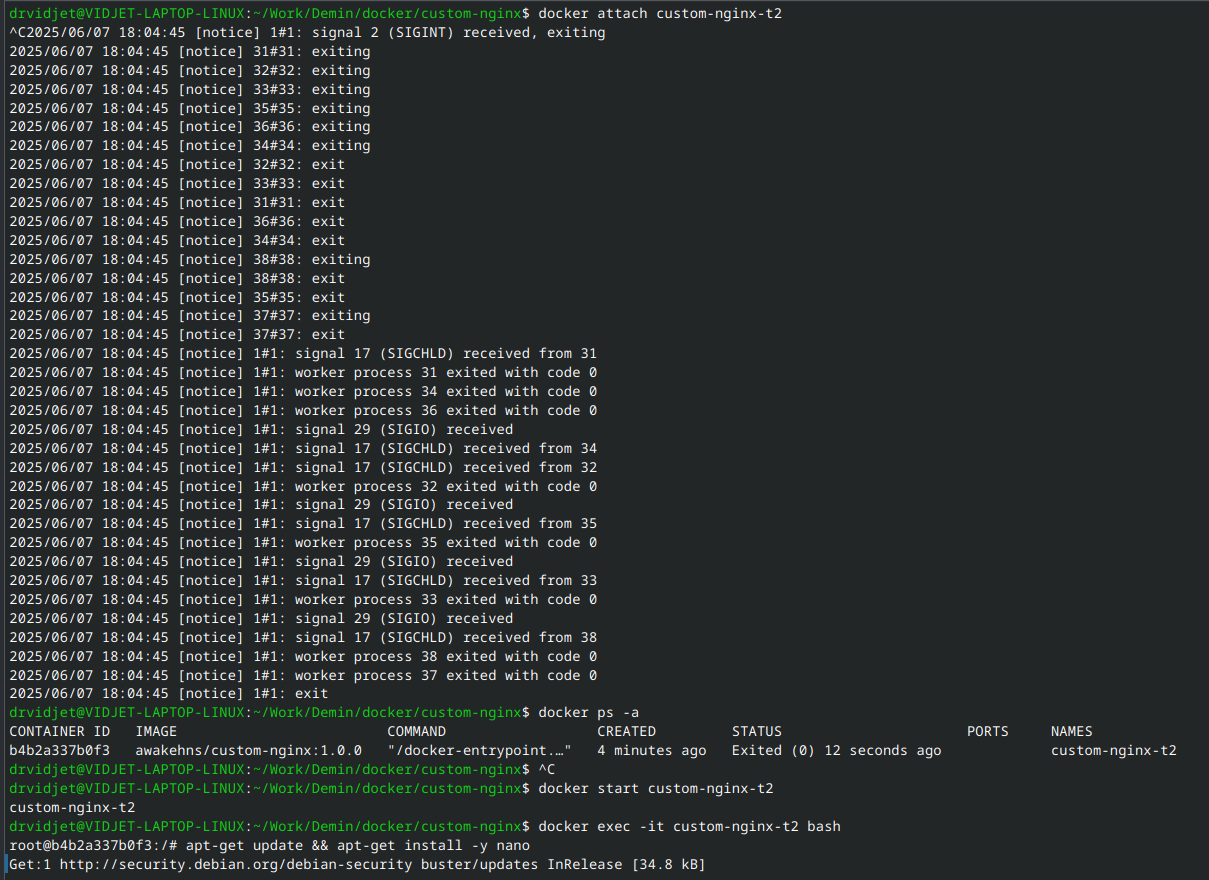 drvidjet@VIDJET-LAPTOP-LINUX:~/Work/Demin/docker/custom-nginx$ docker attach custom-nginx-t2
^C2025/06/07 18:04:45 [notice] 1#1: signal 2 (SIGINT) received, exiting
2025/06/07 18:04:45 [notice] 31#31: exiting
2025/06/07 18:04:45 [notice] 32#32: exiting
2025/06/07 18:04:45 [notice] 33#33: exiting
2025/06/07 18:04:45 [notice] 35#35: exiting
2025/06/07 18:04:45 [notice] 36#36: exiting
2025/06/07 18:04:45 [notice] 34#34: exiting
2025/06/07 18:04:45 [notice] 32#32: exit
2025/06/07 18:04:45 [notice] 33#33: exit
2025/06/07 18:04:45 [notice] 31#31: exit
2025/06/07 18:04:45 [notice] 36#36: exit
2025/06/07 18:04:45 [notice] 34#34: exit
2025/06/07 18:04:45 [notice] 38#38: exiting
2025/06/07 18:04:45 [notice] 38#38: exit
2025/06/07 18:04:45 [notice] 35#35: exit
2025/06/07 18:04:45 [notice] 37#37: exiting
2025/06/07 18:04:45 [notice] 37#37: exit
2025/06/07 18:04:45 [notice] 1#1: signal 17 (SIGCHLD) received from 31
2025/06/07 18:04:45 [notice] 1#1: worker process 31 exited with code 0
2025/06/07 18:04:45 [notice] 1#1: worker process 34 exited with code 0
2025/06/07 18:04:45 [notice] 1#1: worker process 36 exited with code 0
2025/06/07 18:04:45 [notice] 1#1: signal 29 (SIGIO) received
2025/06/07 18:04:45 [notice] 1#1: signal 17 (SIGCHLD) received from 34
2025/06/07 18:04:45 [notice] 1#1: signal 17 (SIGCHLD) received from 32
2025/06/07 18:04:45 [notice] 1#1: worker process 32 exited with code 0
2025/06/07 18:04:45 [notice] 1#1: signal 29 (SIGIO) received
2025/06/07 18:04:45 [notice] 1#1: signal 17 (SIGCHLD) received from 35
2025/06/07 18:04:45 [notice] 1#1: worker process 35 exited with code 0
2025/06/07 18:04:45 [notice] 1#1: signal 29 (SIGIO) received
2025/06/07 18:04:45 [notice] 1#1: signal 17 (SIGCHLD) received from 33
2025/06/07 18:04:45 [notice] 1#1: worker process 33 exited with code 0
2025/06/07 18:04:45 [notice] 1#1: signal 29 (SIGIO) received
2025/06/07 18:04:45 [notice] 1#1: signal 17 (SIGCHLD) received from 38
2025/06/07 18:04:45 [notice] 1#1: worker process 38 exited with code 0
2025/06/07 18:04:45 [notice] 1#1: worker process 37 exited with code 0
2025/06/07 18:04:45 [notice] 1#1: exit
drvidjet@VIDJET-LAPTOP-LINUX:~/Work/Demin/docker/custom-nginx$ docker ps -a
CONTAINER ID   IMAGE                         COMMAND                  CREATED         STATUS                      PORTS     NAMES
b4b2a337b0f3   awakehns/custom-nginx:1.0.0   "/docker-entrypoint.…"   4 minutes ago   Exited (0) 12 seconds ago             custom-nginx-t2
drvidjet@VIDJET-LAPTOP-LINUX:~/Work/Demin/docker/custom-nginx$ ^C
drvidjet@VIDJET-LAPTOP-LINUX:~/Work/Demin/docker/custom-nginx$ docker start custom-nginx-t2
custom-nginx-t2
drvidjet@VIDJET-LAPTOP-LINUX:~/Work/Demin/docker/custom-nginx$ docker exec -it custom-nginx-t2 bash
root@b4b2a337b0f3:/# apt-get update && apt-get install -y nano
Get:1 http://security.debian.org/debian-security buster/updates InRelease [34.8 kB]